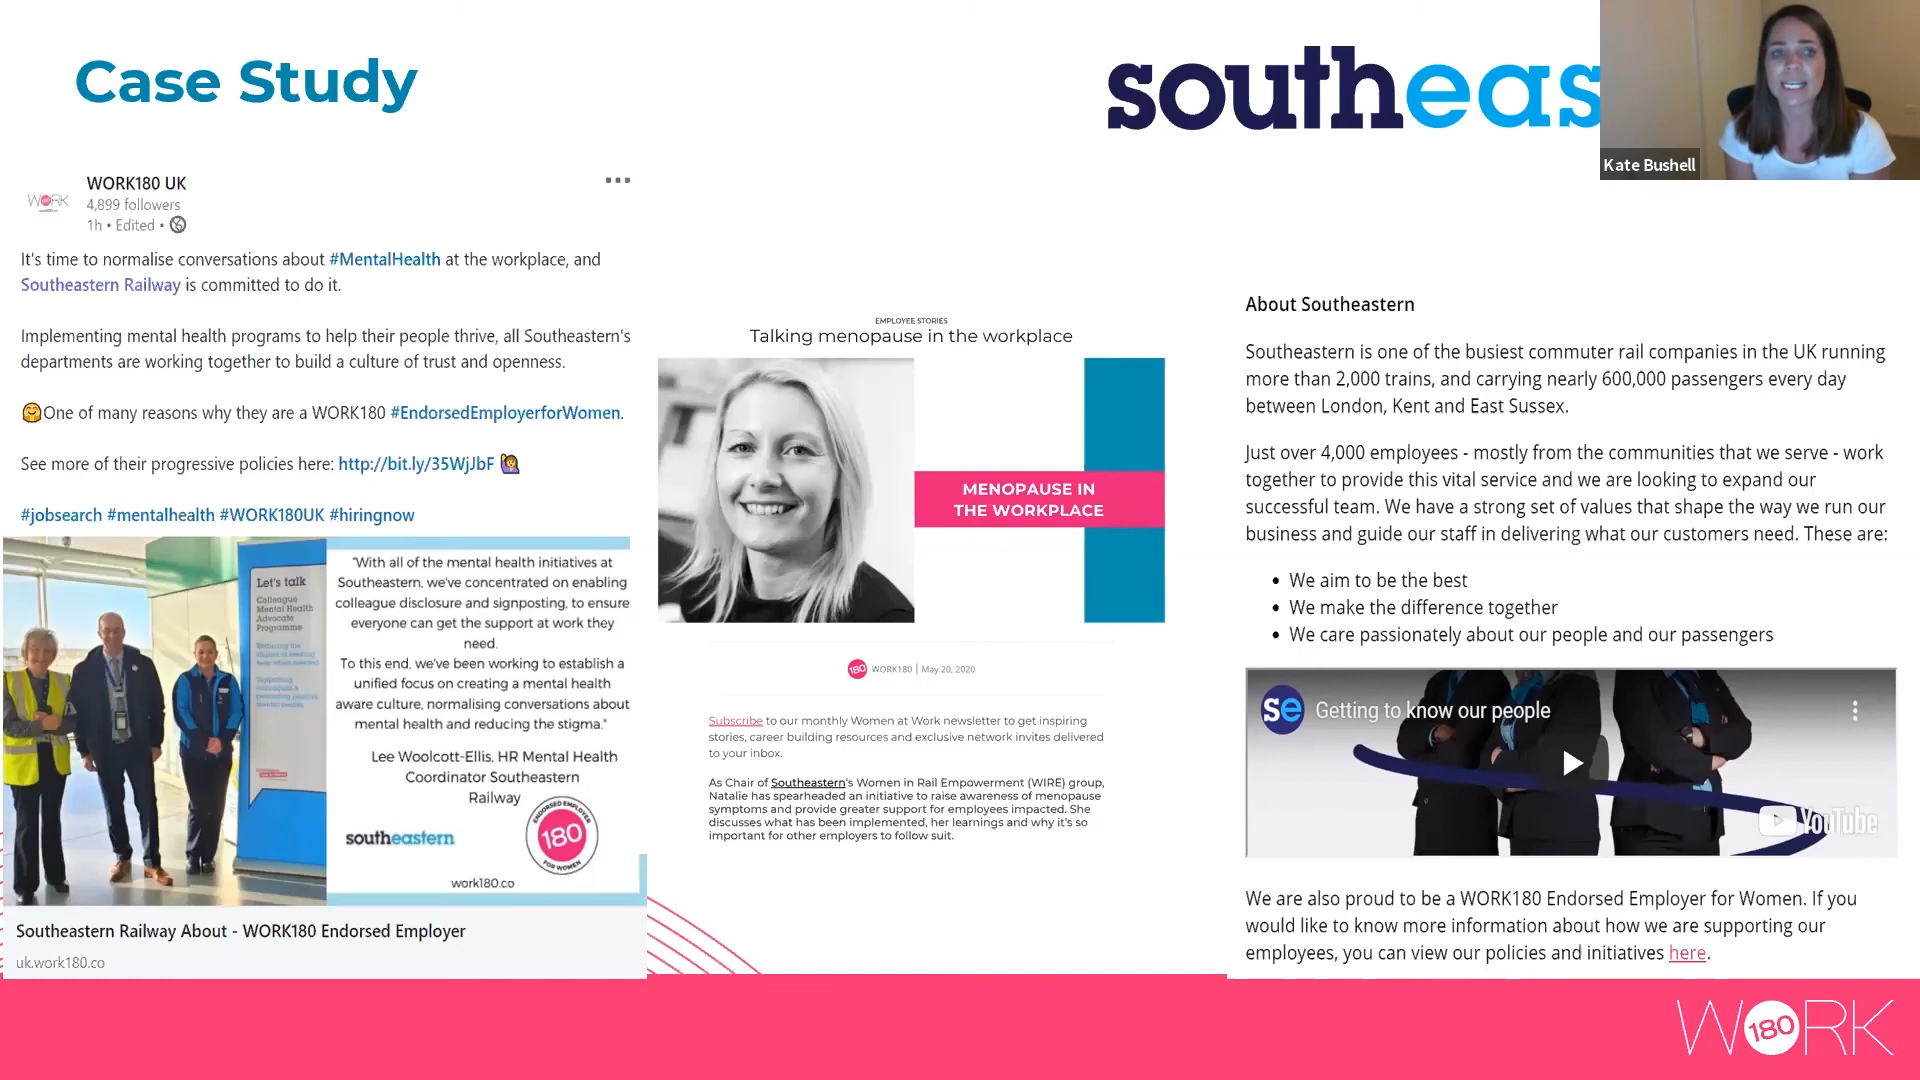 Case Study
southeas
Kate Bushell
WORK180 UK
4,899 followers
1h • Edited •
It's time to normalise conversations about #MentalHealth at the workplace, and
Southeastern Railway is committed to do it.
Implementing mental health programs to help their people thrive, all Southeastern's
departments are working together to build a culture of trust and openness.
🤗One of many reasons why they are a WORK180 #EndorsedEmployerforWomen.
See more of their progressive policies here: http://bit.ly/35WjJbF 🙋
#jobsearch #mentalhealth #WORK180UK #hiringnow
Let's talk
Colleague
Mental Health
Advocate
Programme
"With all of the mental health initiatives at
Southeastern, we've concentrated on enabling
colleague disclosure and signposting, to ensure
everyone can get the support at work they
need.
To this end, we've been working to establish a
unified focus on creating a mental health
aware culture, normalising conversations about
mental health and reducing the stigma."
Lee Woolcott-Ellis, HR Mental Health
Coordinator Southeastern
Railway
southeastern
ENDORSED EMPLOYER
180
FOR WOMEN
work180.co
Southeastern Railway About - WORK180 Endorsed Employer
uk.work180.co
EMPLOYEE STORIES
Talking menopause in the workplace
MENOPAUSE IN
THE WORKPLACE
180 WORK180 | May 20, 2020
Subscribe to our monthly Women at Work newsletter to get inspiring
stories, career building resources and exclusive network invites delivered
to your inbox.
As Chair of Southeastern's Women in Rail Empowerment (WIRE) group,
Natalie has spearheaded an initiative to raise awareness of menopause
symptoms and provide greater support for employees impacted. She
discusses what has been implemented, her learnings and why it's so
important for other employers to follow suit.
About Southeastern
Southeastern is one of the busiest commuter rail companies in the UK running
more than 2,000 trains, and carrying nearly 600,000 passengers every day
between London, Kent and East Sussex.
Just over 4,000 employees - mostly from the communities that we serve - work
together to provide this vital service and we are looking to expand our
successful team. We have a strong set of values that shape the way we run our
business and guide our staff in delivering what our customers need. These are:
• We aim to be the best
• We make the difference together
• We care passionately about our people and our passengers
se Getting to know our people
YouTube
We are also proud to be a WORK180 Endorsed Employer for Women. If you
would like to know more information about how we are supporting our
employees, you can view our policies and initiatives here.
WORK
180